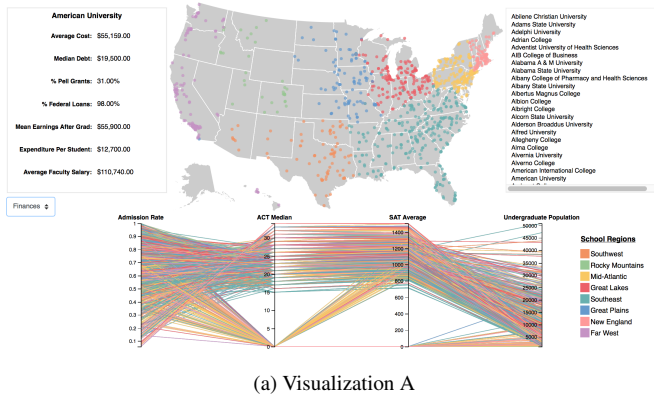 American University
Average Cost: $55,159.00
Median Debt: $19,500.00
% Pell Grants: 31.00%
% Federal Loans: 98.00%
Mean Earnings After Grad: $55,900.00
Expenditure Per Student: $12,700.00
Average Faculty Salary: $110,740.00
Finances
Abilene Christian University
Adams State University
Adelphi University
Adrian College
Adventist University of Health Sciences
AIB College of Business
Alabama A & M University
Alabama State University
Albany College of Pharmacy and Health Sciences
Albany State University
Albertus Magnus College
Albion College
Albright College
Alcorn State University
Alderson Broaddus University
Alfred University
Allegheny College
Alma College
Alvernia University
Alverno College
American International College
American University
Admission Rate
1
0.9
0.8
0.7
0.6
0.5
0.4
0.3
0.2
0.1
ACT Median
30
25
20
15
10
5
0
SAT Average
1400
1200
1000
800
600
400
200
0
Undergraduate Population
50000
45000
40000
35000
30000
25000
20000
15000
10000
5000
School Regions
Southwest
Rocky Mountains
Mid-Atlantic
Great Lakes
Southeast
Great Plains
New England
Far West
(a) Visualization A